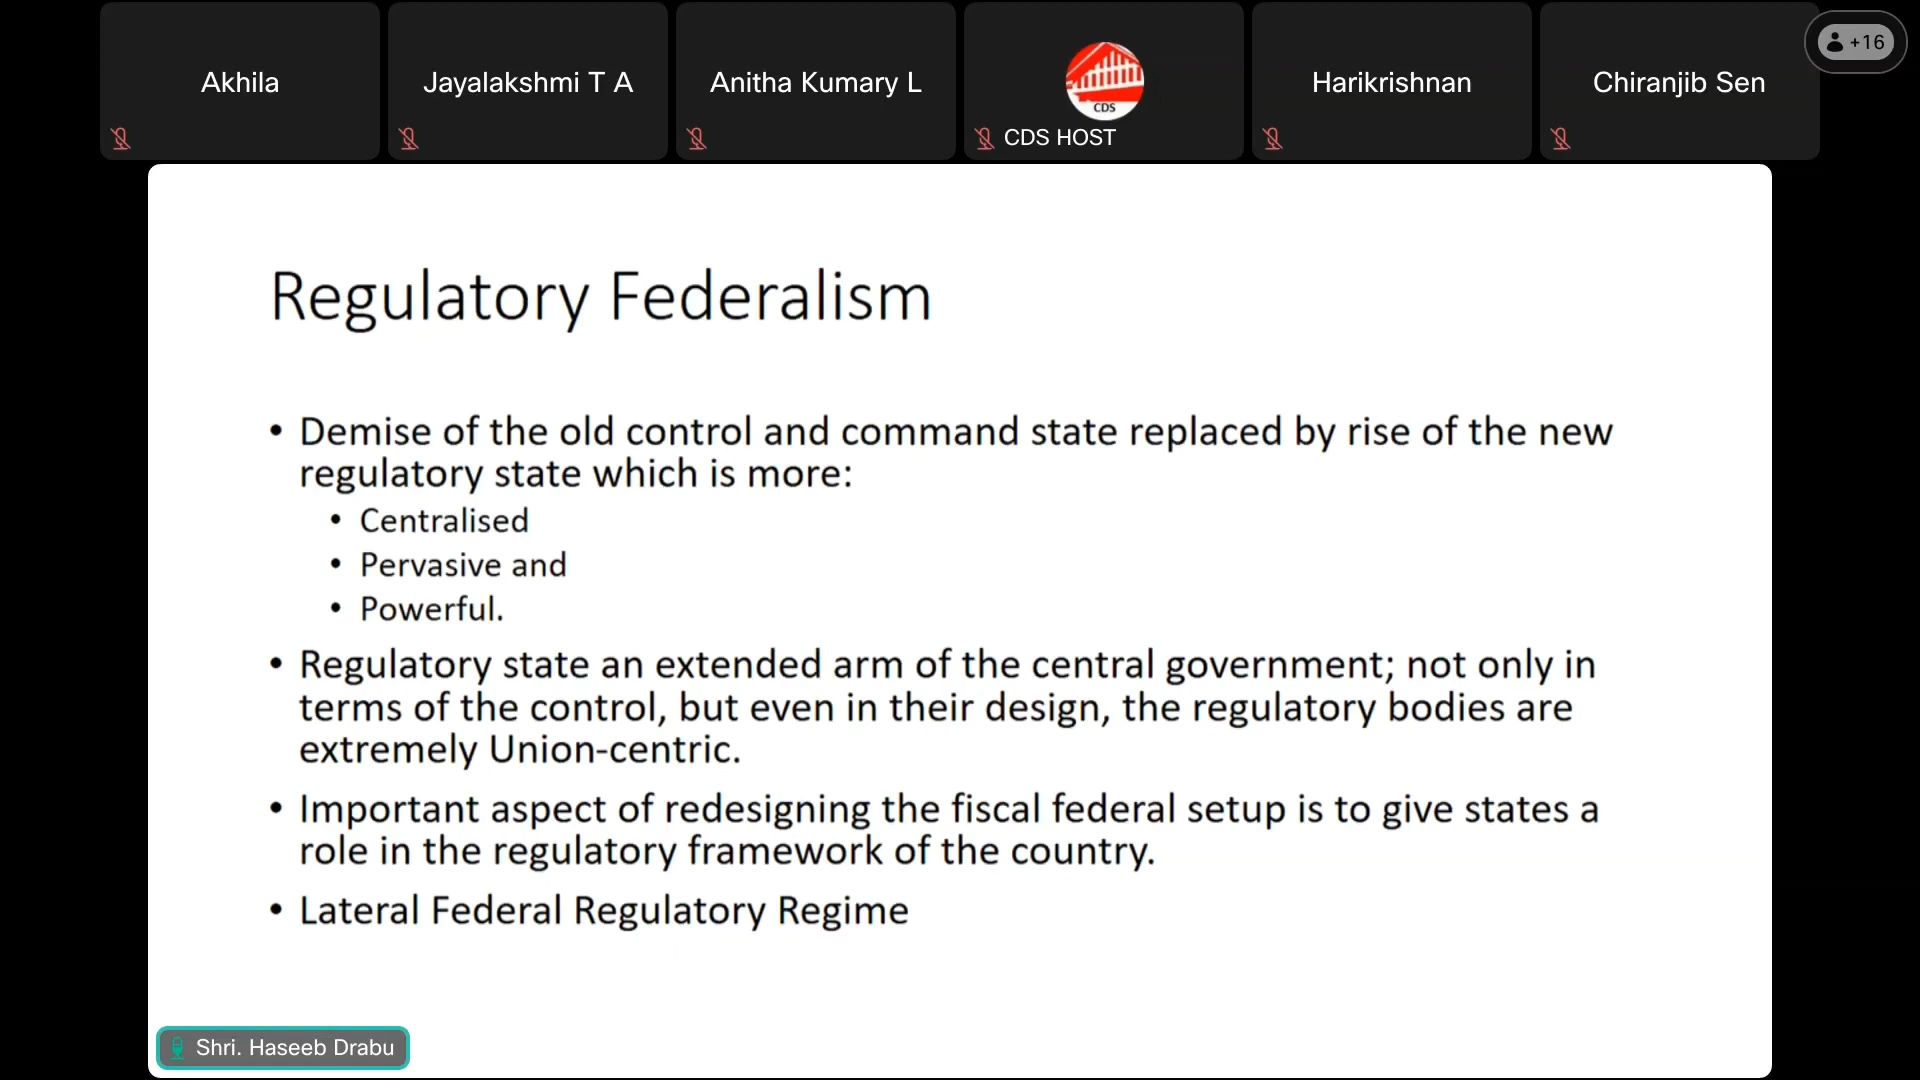 Akhila
Jayalakshmi T A
Anitha Kumary L
CDS
CDS HOST
Harikrishnan
Chiranjib Sen
+16
Regulatory Federalism
• Demise of the old control and command state replaced by rise of the new
regulatory state which is more:
• Centralised
• Pervasive and
• Powerful.
• Regulatory state an extended arm of the central government; not only in
terms of the control, but even in their design, the regulatory bodies are
extremely Union-centric.
• Important aspect of redesigning the fiscal federal setup is to give states a
role in the regulatory framework of the country.
• Lateral Federal Regulatory Regime
Shri. Haseeb Drabu